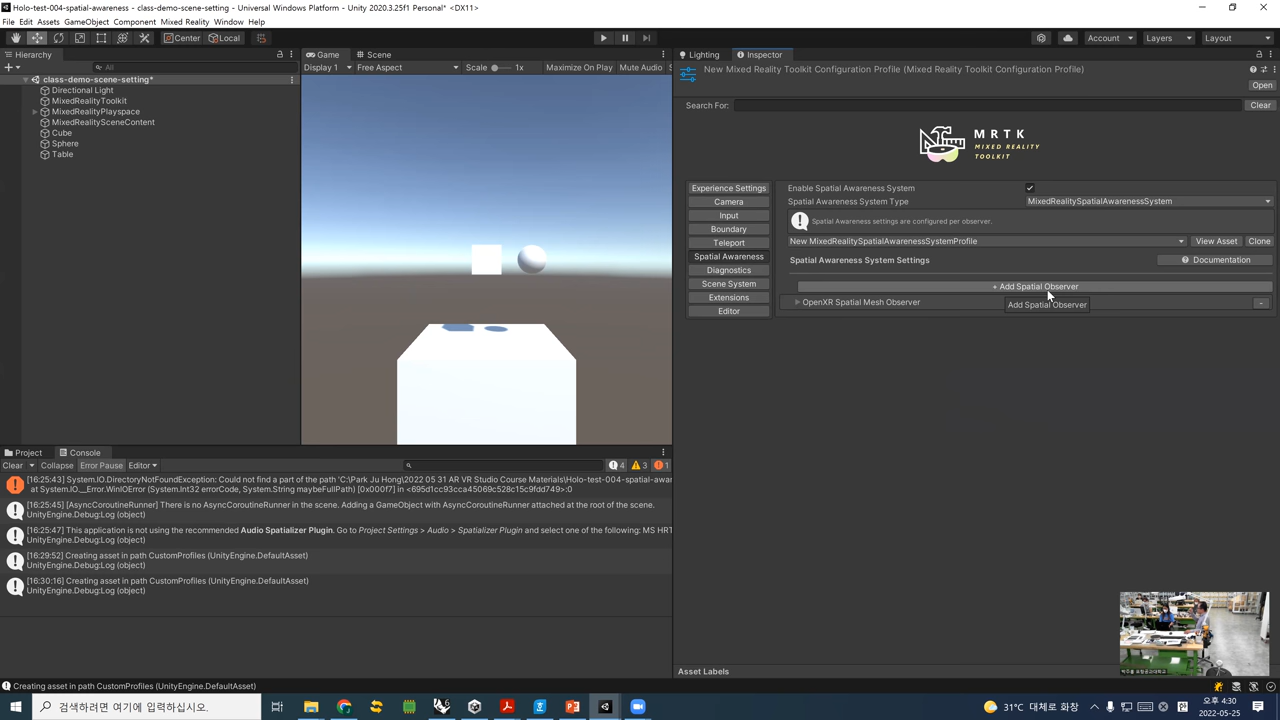 Holo-test-004-spatial-awareness - class-demo-scene-setting - Universal Windows Platform - Unity 2020.3.25f1 Personal* <DX11>
File Edit Assets GameObject Component Mixed Reality Window Help
Center Local Account Layers Layout
Hierarchy
All
class-demo-scene-setting*
Directional Light
MixedRealityToolkit
MixedRealityPlayspace
MixedRealitySceneContent
Cube
Sphere
Table
Game Scene
Display 1 Free Aspect Scale 1x Maximize On Play Mute Audio
Lighting Inspector
New Mixed Reality Toolkit Configuration Profile (Mixed Reality Toolkit Configuration Profile)
Open
Search For: Clear
MRTK
MIXED REALITY
TOOLKIT
Experience Settings
Camera
Input
Boundary
Teleport
Spatial Awareness
Diagnostics
Scene System
Extensions
Editor
Enable Spatial Awareness System
Spatial Awareness System Type MixedRealitySpatialAwarenessSystem
Spatial Awareness settings are configured per observer.
New MixedRealitySpatialAwarenessSystemProfile View Asset Clone
Spatial Awareness System Settings Documentation
+ Add Spatial Observer
OpenXR Spatial Mesh Observer -
Add Spatial Observer
Project Console
Clear Collapse Error Pause Editor 4 3 1
[16:25:43] System.IO.DirectoryNotFoundException: Could not find a part of the path 'C:\Park Ju Hong\2022 05 31 AR VR Studio Course Materials\Holo-test-004-spatial-awar
at System.IO.__Error.WinIOError (System.Int32 errorCode, System.String maybeFullPath) [0x000f7] in <695d1cc93cca45069c528c15c9fdd749>:0
[16:25:45] [AsyncCoroutineRunner] There is no AsyncCoroutineRunner in the scene. Adding a GameObject with AsyncCoroutineRunner attached at the root of the scene.
UnityEngine.Debug:Log (object)
[16:25:47] This application is not using the recommended Audio Spatializer Plugin. Go to Project Settings > Audio > Spatializer Plugin and select one of the following: MS HRT
UnityEngine.Debug:Log (object)
[16:29:52] Creating asset in path CustomProfiles (UnityEngine.DefaultAsset)
UnityEngine.Debug:Log (object)
[16:30:16] Creating asset in path CustomProfiles (UnityEngine.DefaultAsset)
UnityEngine.Debug:Log (object)
Asset Labels
Creating asset in path CustomProfiles (UnityEngine.DefaultAsset)
검색하려면 여기에 입력하십시오.
31°C 대체로 화창
오후 4:30
2022-05-25